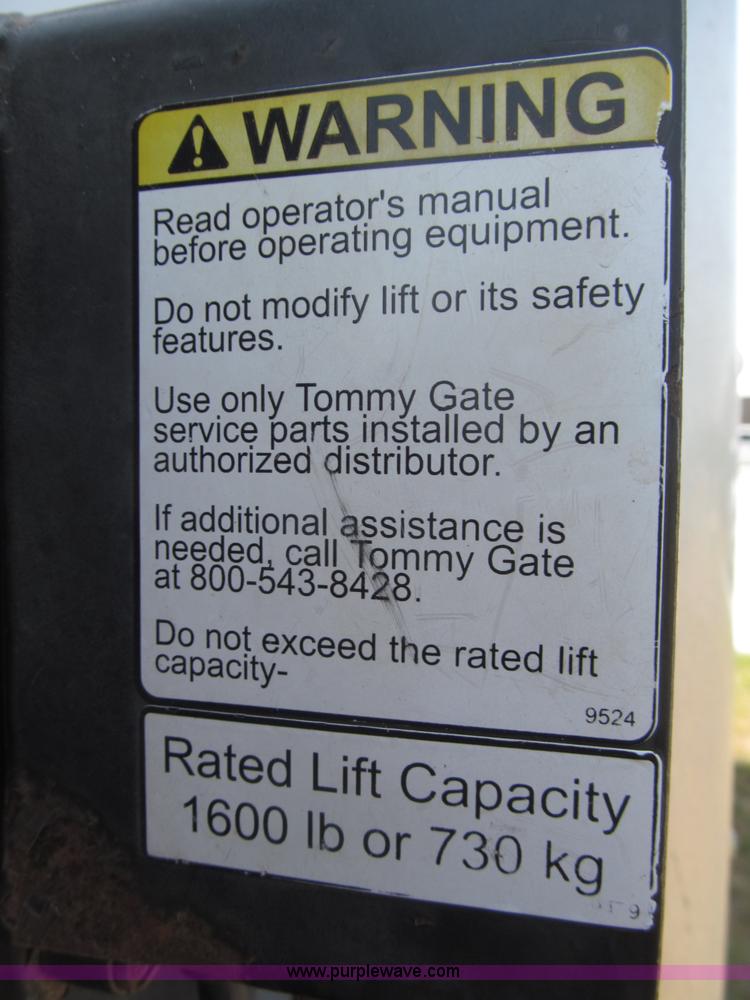 WARNING
Read operator's manual
before operating equipment.
Do not modify lift or its safety
features.
Use only Tommy Gate
service parts installed by an
authorized distributor.
If additional assistance is
needed, call Tommy Gate
at 800-543-8428.
Do not exceed the rated lift
capacity-
9524
Rated Lift Capacity
1600 lb or 730 kg
www.purplewave.com